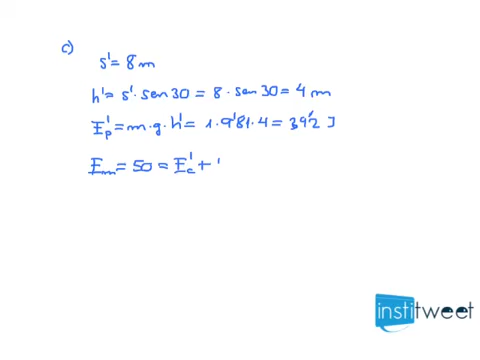 c)
s' = 8 m
h' = s' · sen 30 = 8 · sen 30 = 4 m
E'p = m · g · h' = 1 · 9'81 · 4 = 39'2 J
Em = 50 = E'c + '
institweet